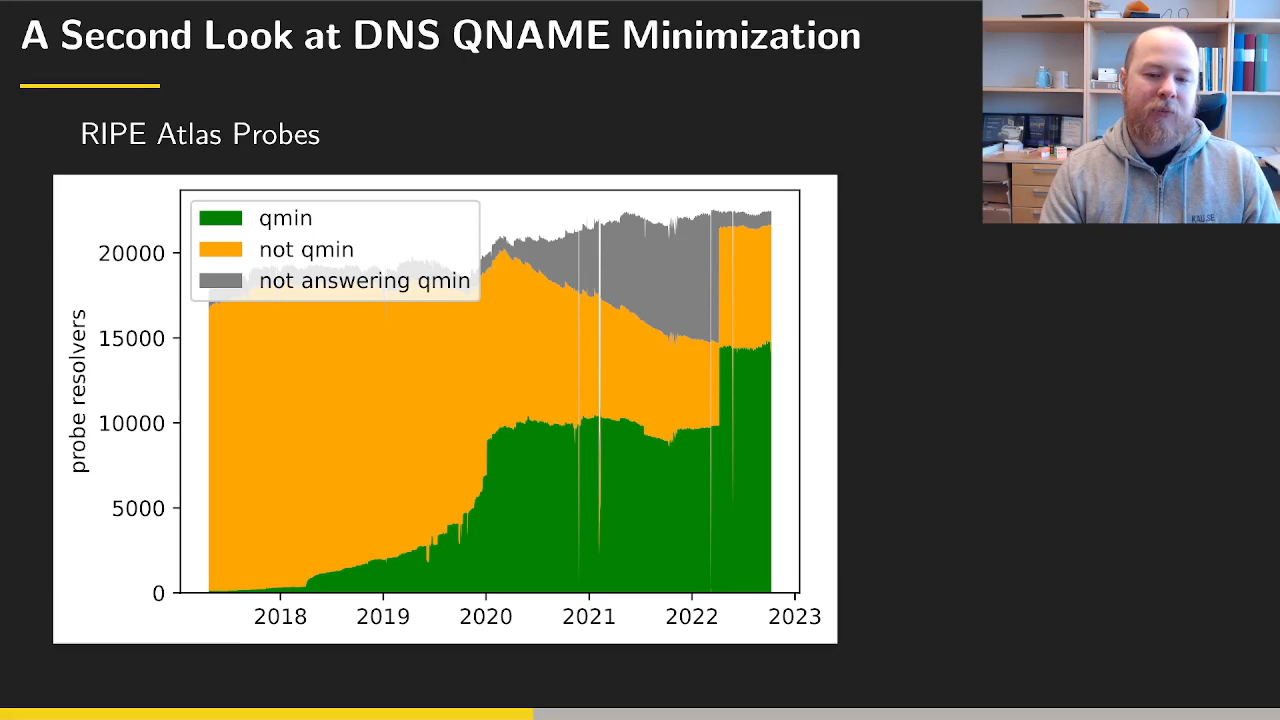 A Second Look at DNS QNAME Minimization
RIPE Atlas Probes
qmin
not qmin
not answering qmin
probe resolvers
20000
15000
10000
5000
0
2018 2019 2020 2021 2022 2023